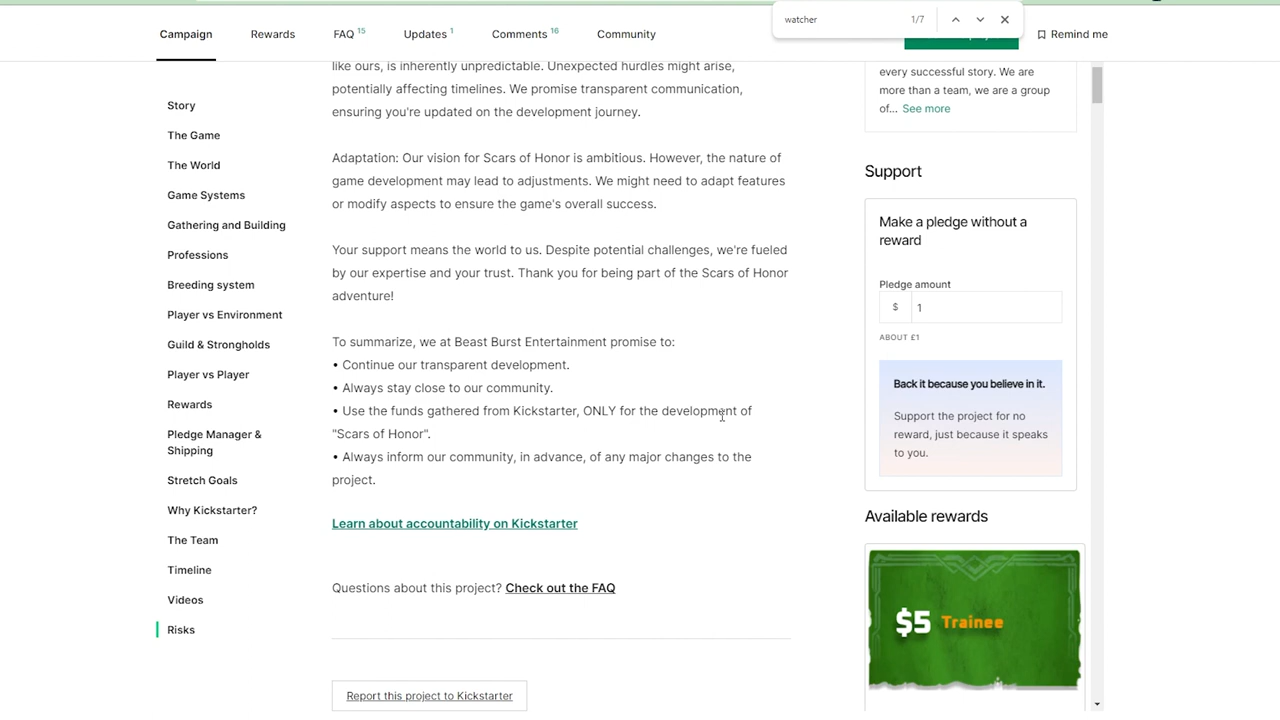 watcher
1/7
Campaign
Rewards
FAQ 15
Updates 1
Comments 16
Community
Remind me
Story
The Game
The World
Game Systems
Gathering and Building
Professions
Breeding system
Player vs Environment
Guild & Strongholds
Player vs Player
Rewards
Pledge Manager &
Shipping
Stretch Goals
Why Kickstarter?
The Team
Timeline
Videos
Risks
like ours, is inherently unpredictable. Unexpected hurdles might arise,
potentially affecting timelines. We promise transparent communication,
ensuring you're updated on the development journey.
Adaptation: Our vision for Scars of Honor is ambitious. However, the nature of
game development may lead to adjustments. We might need to adapt features
or modify aspects to ensure the game's overall success.
Your support means the world to us. Despite potential challenges, we're fueled
by our expertise and your trust. Thank you for being part of the Scars of Honor
adventure!
To summarize, we at Beast Burst Entertainment promise to:
• Continue our transparent development.
• Always stay close to our community.
• Use the funds gathered from Kickstarter, ONLY for the development of
"Scars of Honor".
• Always inform our community, in advance, of any major changes to the
project.
Learn about accountability on Kickstarter
Questions about this project? Check out the FAQ
Report this project to Kickstarter
every successful story. We are
more than a team, we are a group
of... See more
Support
Make a pledge without a
reward
Pledge amount
$ 1
ABOUT £1
Back it because you believe in it.
Support the project for no
reward, just because it speaks
to you.
Available rewards
$5 Trainee